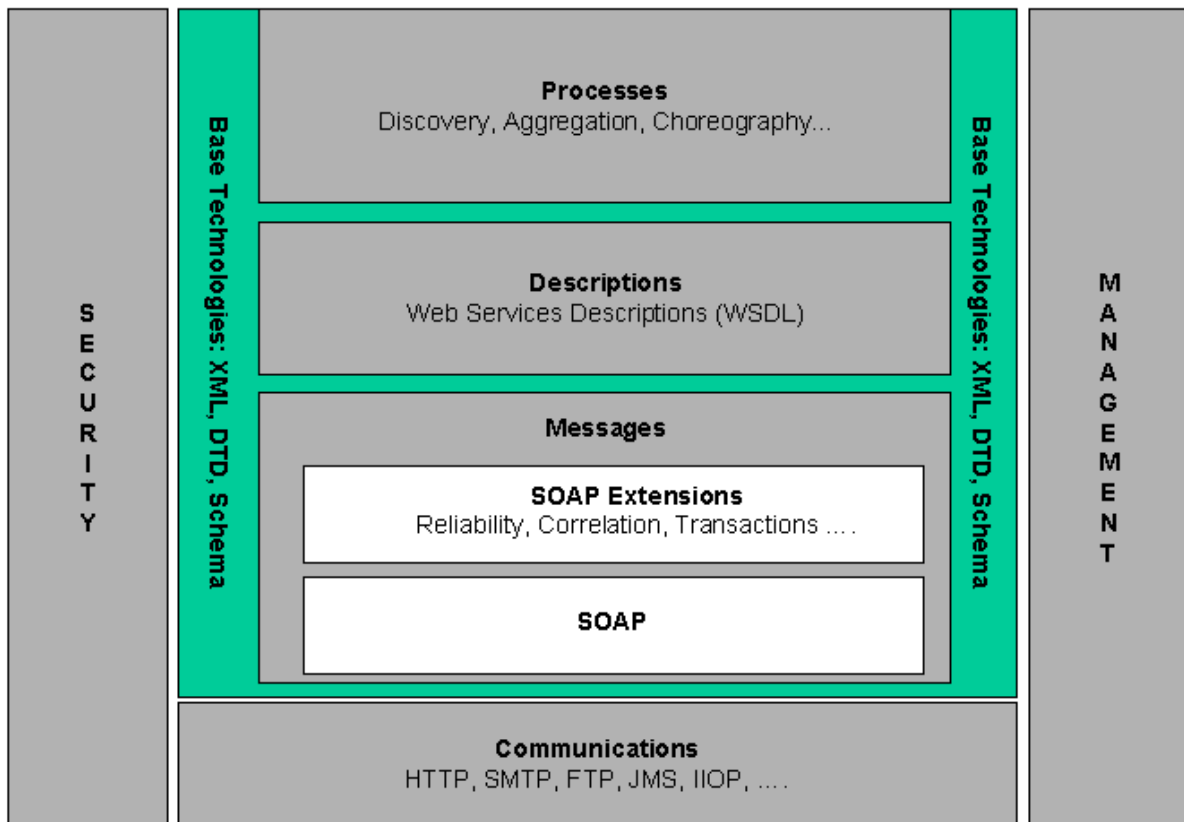 SECURITY
Base Technologies: XML, DTD, Schema
Processes
Discovery, Aggregation, Choreography...
Descriptions
Web Services Descriptions (WSDL)
Messages
SOAP Extensions
Reliability, Correlation, Transactions ... .
SOAP
Base Technologies: XML, DTD, Schema
MANAGEMENT
Communications
HTTP, SMTP, FTP, JMS, IIOP, ... .